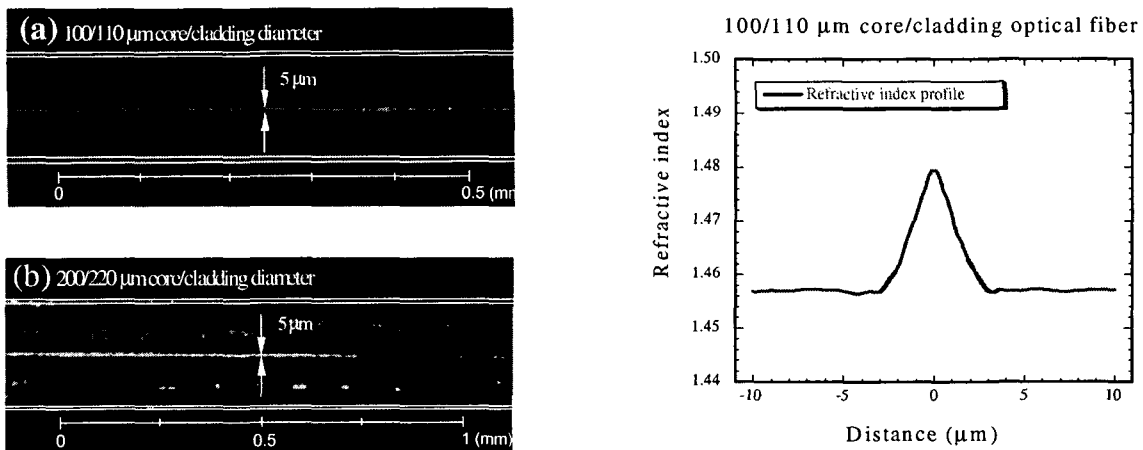 (a) 100/110 μm core/cladding diameter
5 μm
0 0.5 (mm
(b) 200/220 μm core/cladding diameter
5 μm
0 0.5 1 (mm)
100/110 μm core/cladding optical fiber
Refractive index
1.50
1.49
1.48
1.47
1.46
1.45
1.44
Refractive index profile
-10 -5 0 5 10
Distance (μm)